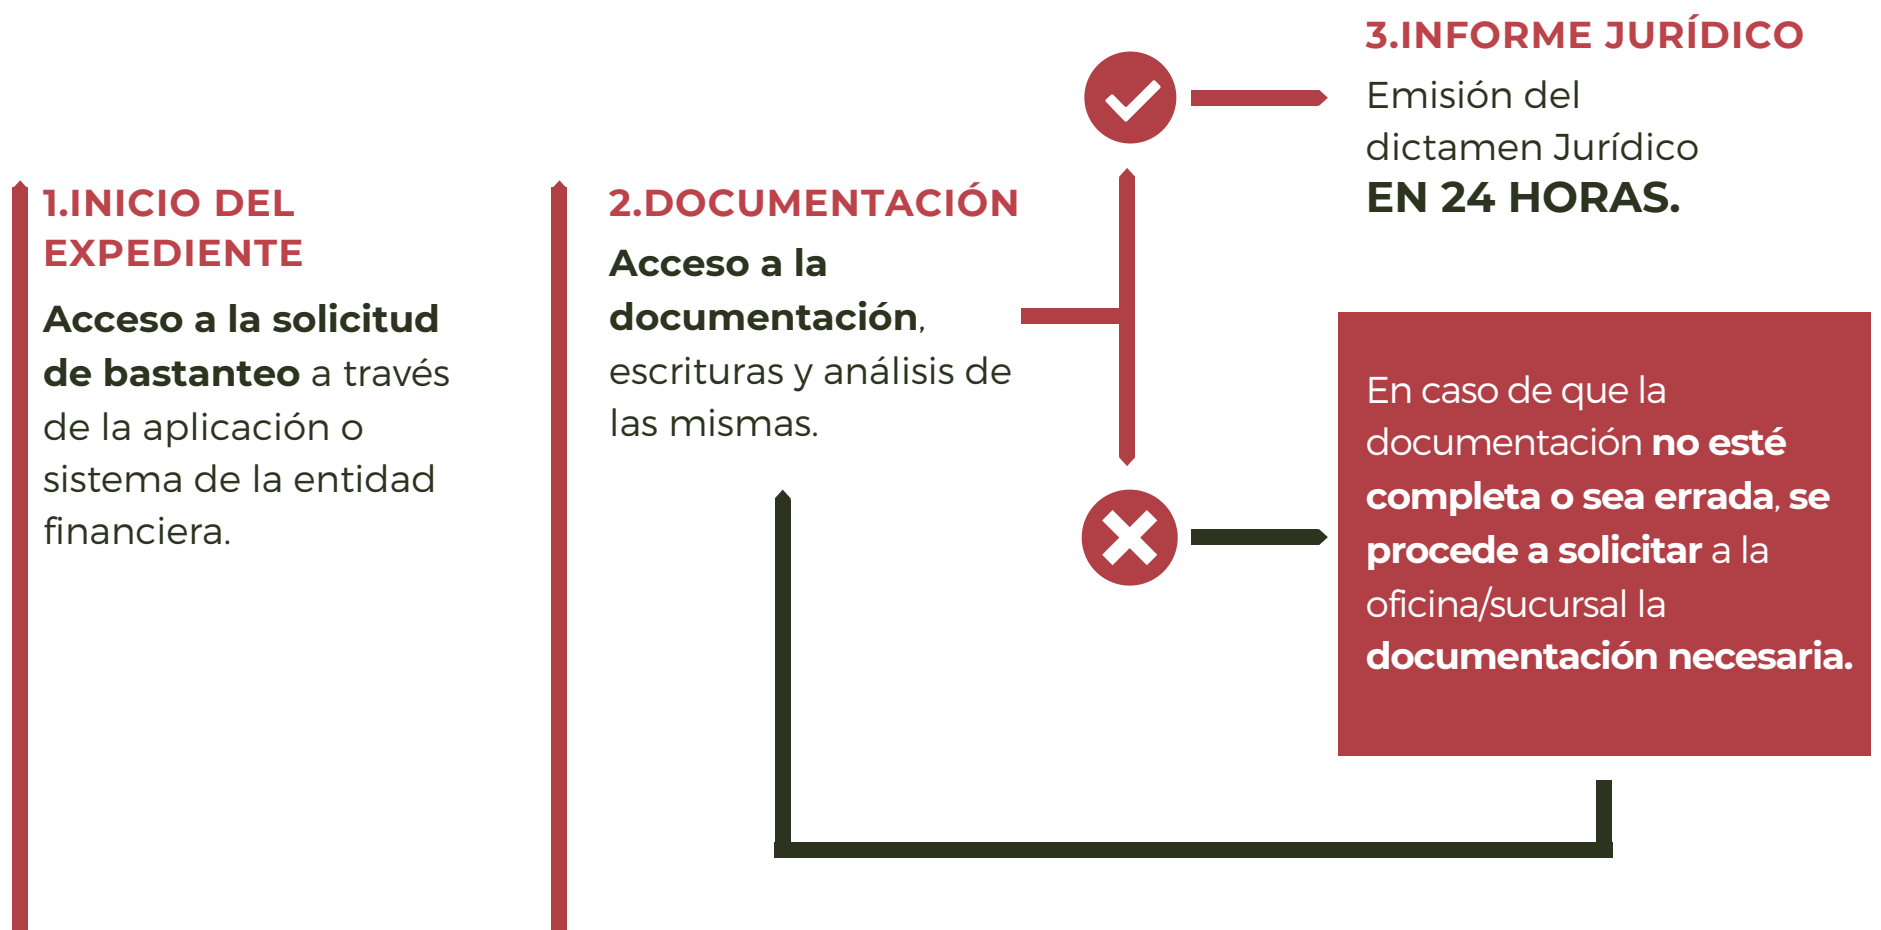 1.INICIO DEL
EXPEDIENTE
Acceso a la solicitud
de bastanteo a través
de la aplicación o
sistema de la entidad
financiera.
2.DOCUMENTACIÓN
Acceso a la
documentación,
escrituras y análisis de
las mismas.
3.INFORME JURÍDICO
Emisión del
dictamen Jurídico
EN 24 HORAS.
En caso de que la
documentación no esté
completa o sea errada, se
procede a solicitar a la
oficina/sucursal la
documentación necesaria.